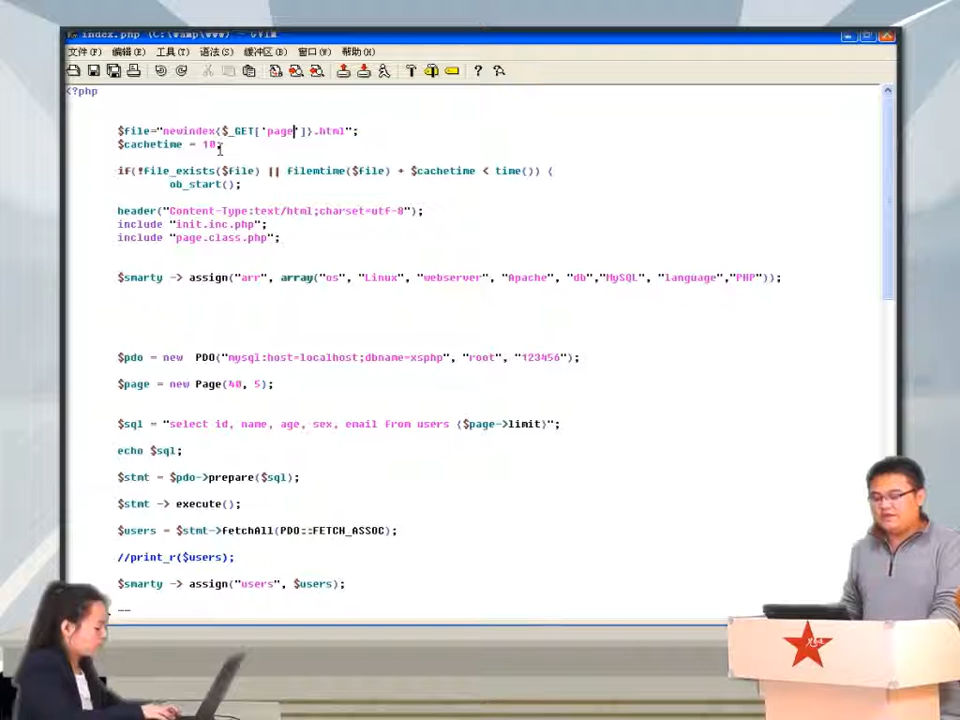 index.php (C:\wamp\www) - GVIM
文件(F) 编辑(E) 工具(T) 语法(S) 缓冲区(B) 窗口(W) 帮助(H)
<?php
$file="newindex{$_GET['page']}.html";
$cachetime = 10;
if(!file_exists($file) || filemtime($file) + $cachetime < time()) {
ob_start();
header("Content-Type:text/html;charset=utf-8");
include "init.inc.php";
include "page.class.php";
$smarty -> assign("arr", array("os", "Linux", "webserver", "Apache", "db","MySQL", "language","PHP"));
$pdo = new PDO("mysql:host=localhost;dbname=xsphp", "root", "123456");
$page = new Page(40, 5);
$sql = "select id, name, age, sex, email from users {$page->limit}";
echo $sql;
$stmt = $pdo->prepare($sql);
$stmt -> execute();
$users = $stmt->fetchAll(PDO::FETCH_ASSOC);
//print_r($users);
$smarty -> assign("users", $users);
--